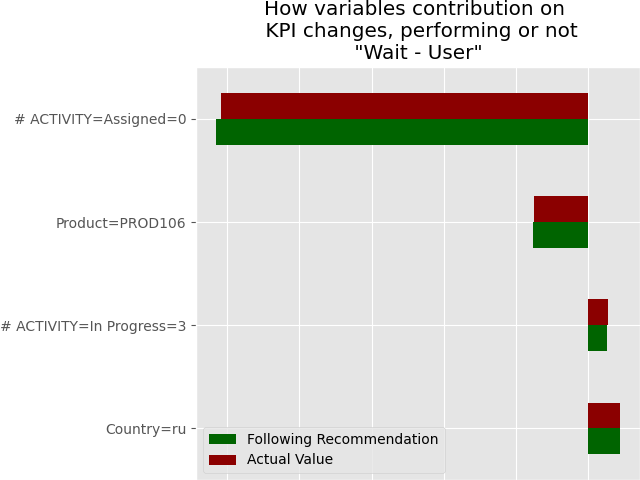 How variables contribution on
KPI changes, performing or not
"Wait - User"
# ACTIVITY=Assigned=0
Product=PROD106
# ACTIVITY=In Progress=3
Country=ru
Following Recommendation
Actual Value